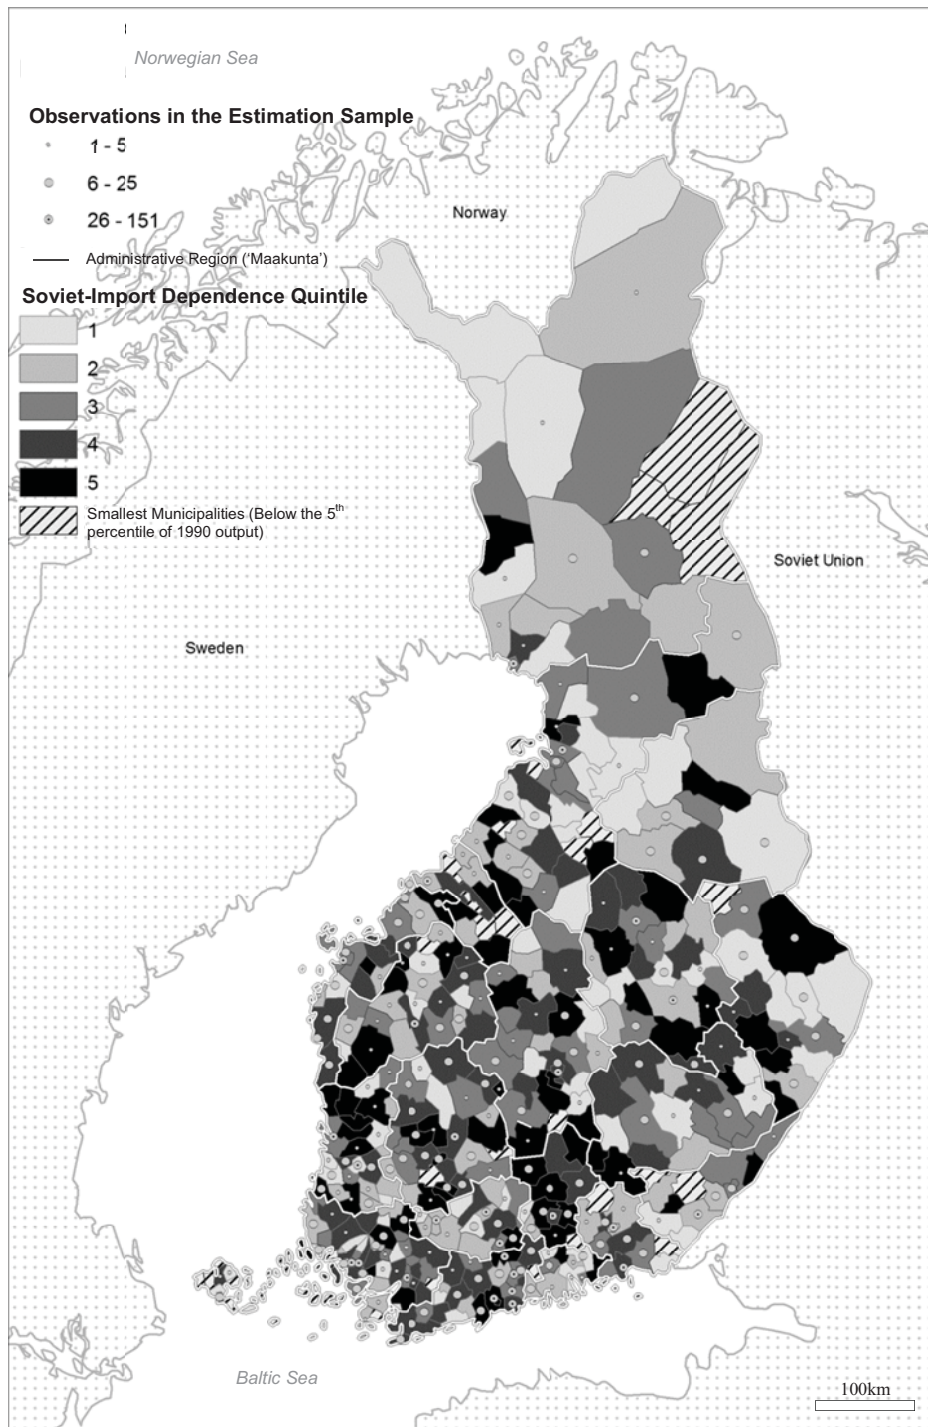 Norwegian Sea
Observations in the Estimation Sample
1 - 5
6 - 25
26 - 151
Administrative Region (‘Maakunta’)
Soviet-Import Dependence Quintile
1
2
3
4
5
Smallest Municipalities (Below the 5th
percentile of 1990 output)
Norway
Soviet Union
Sweden
Baltic Sea
100km